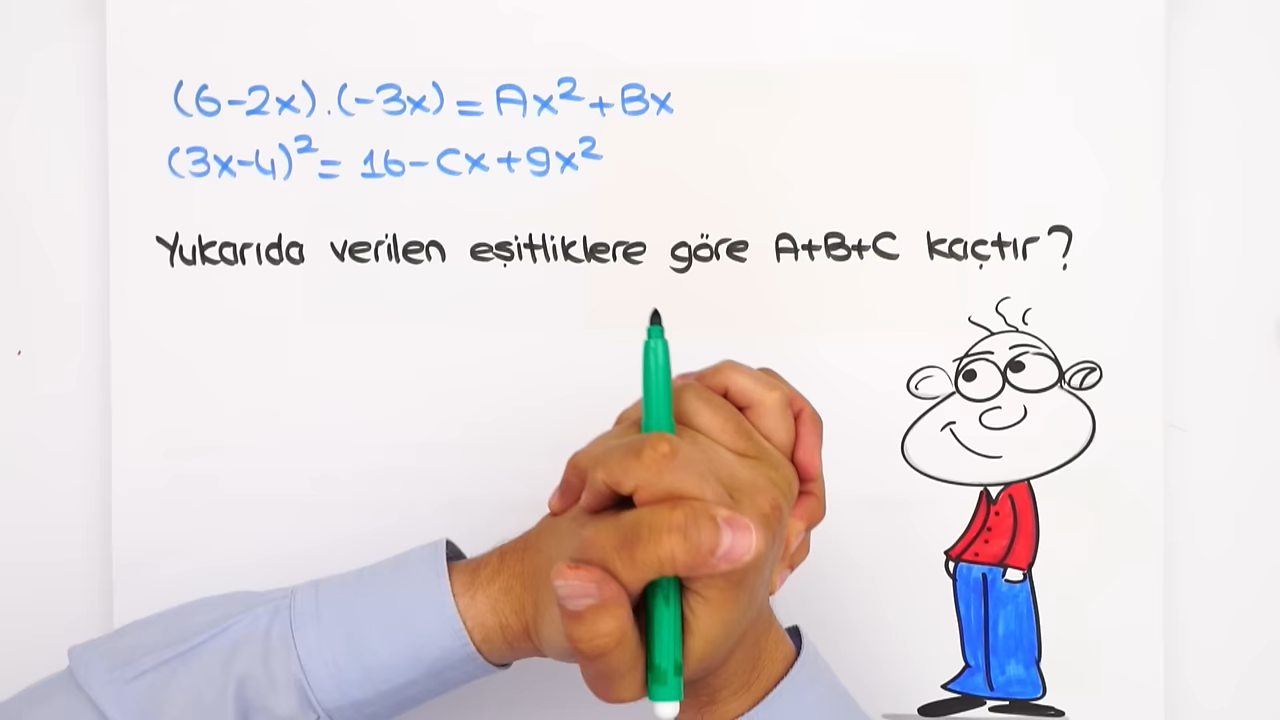 (6-2x).(-3x) = Ax²+Bx
(3x-4)² = 16-Cx+9x²
Yukarıda verilen eşitliklere göre A+B+C kaçtır?